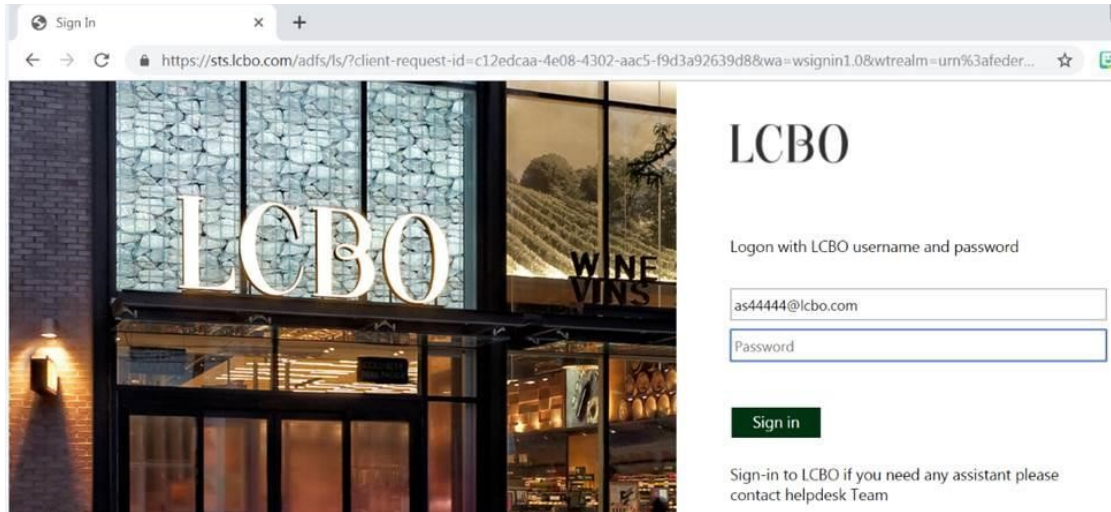 Sign In
https://sts.lcbo.com/adfs/ls/?client-request-id=c12edcaa-4e08-4302-aac5-f9d3a92639d8&wa=wsignin1.0&wtrealm=urn%3afeder...
LCBO
WINE
VINS
LCBO
Logon with LCBO username and password
as44444@lcbo.com
Password
Sign in
Sign-in to LCBO if you need any assistant please
contact helpdesk Team